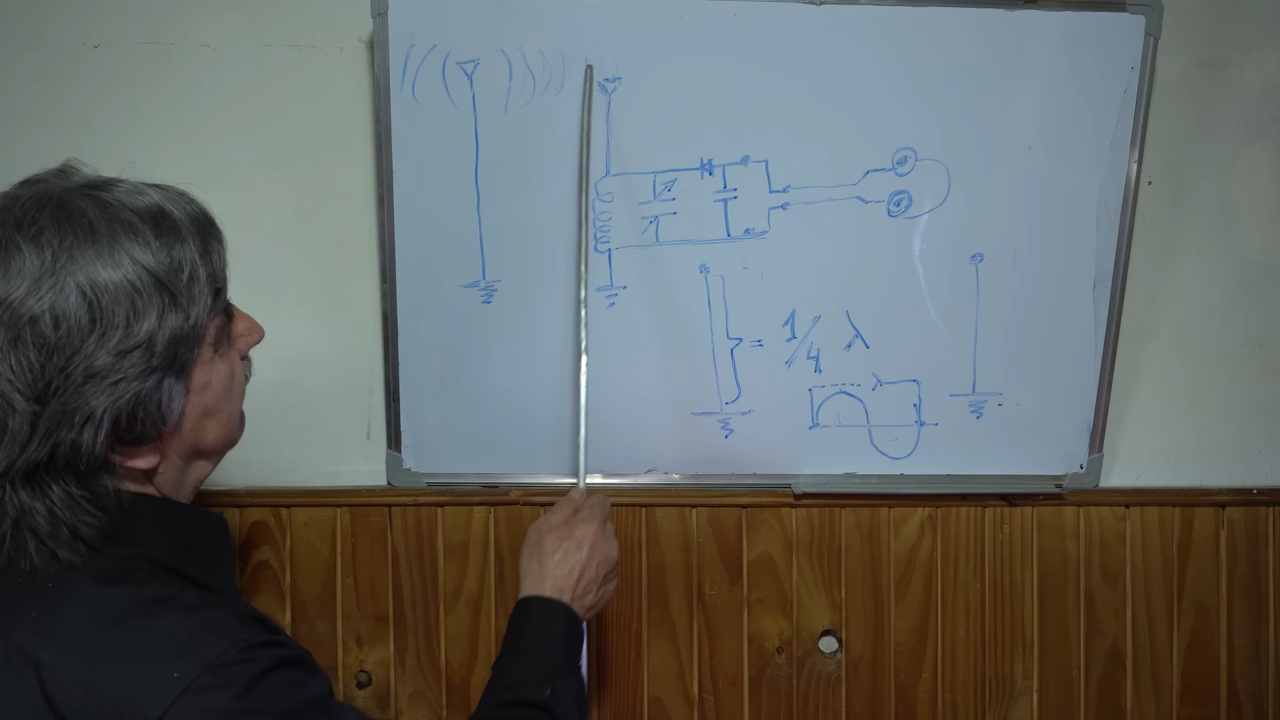 = 1/4 λ